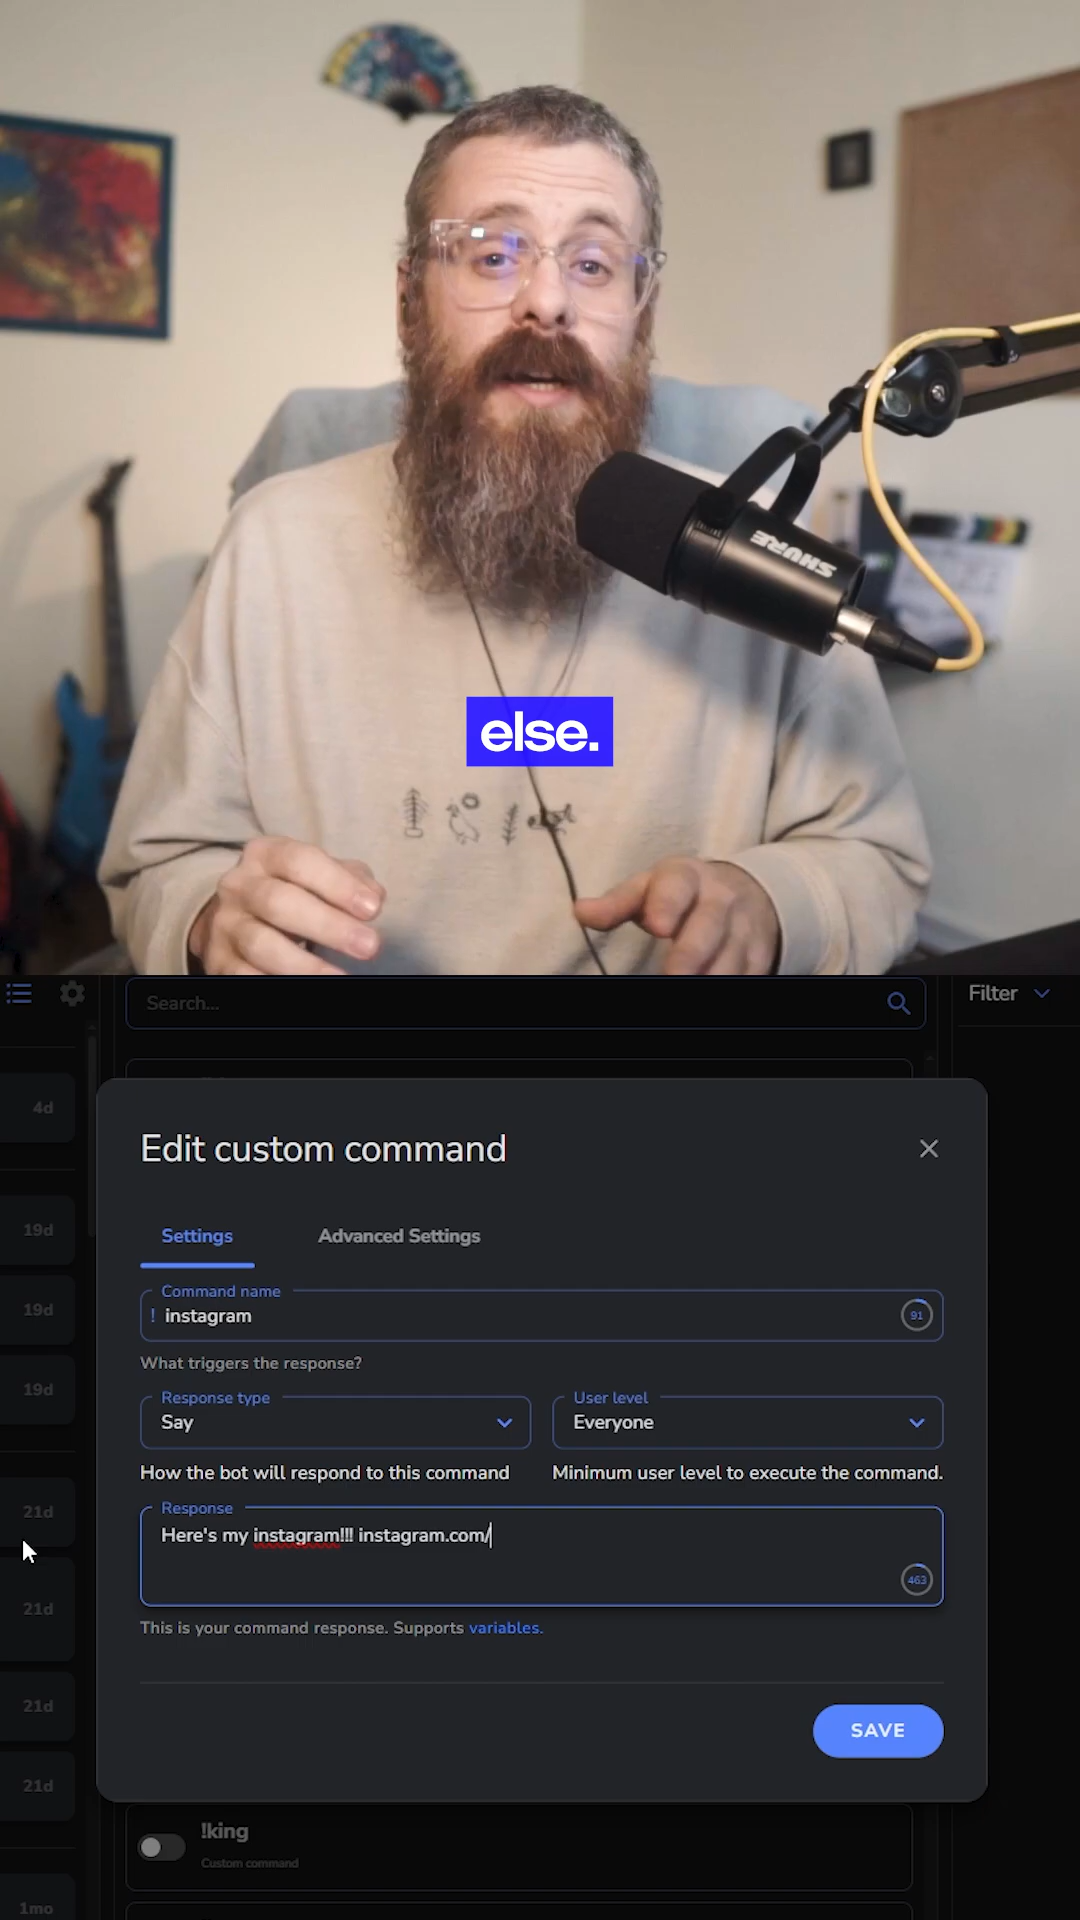 SHURE
else.
Search...
Filter
4d
19d
19d
19d
21d
21d
21d
21d
1mo
Edit custom command
Settings
Advanced Settings
Command name
! instagram
91
What triggers the response?
Response type
Say
User level
Everyone
How the bot will respond to this command
Minimum user level to execute the command.
Response
Here's my instagram!!! instagram.com/
463
This is your command response. Supports variables.
SAVE
!king
Custom command